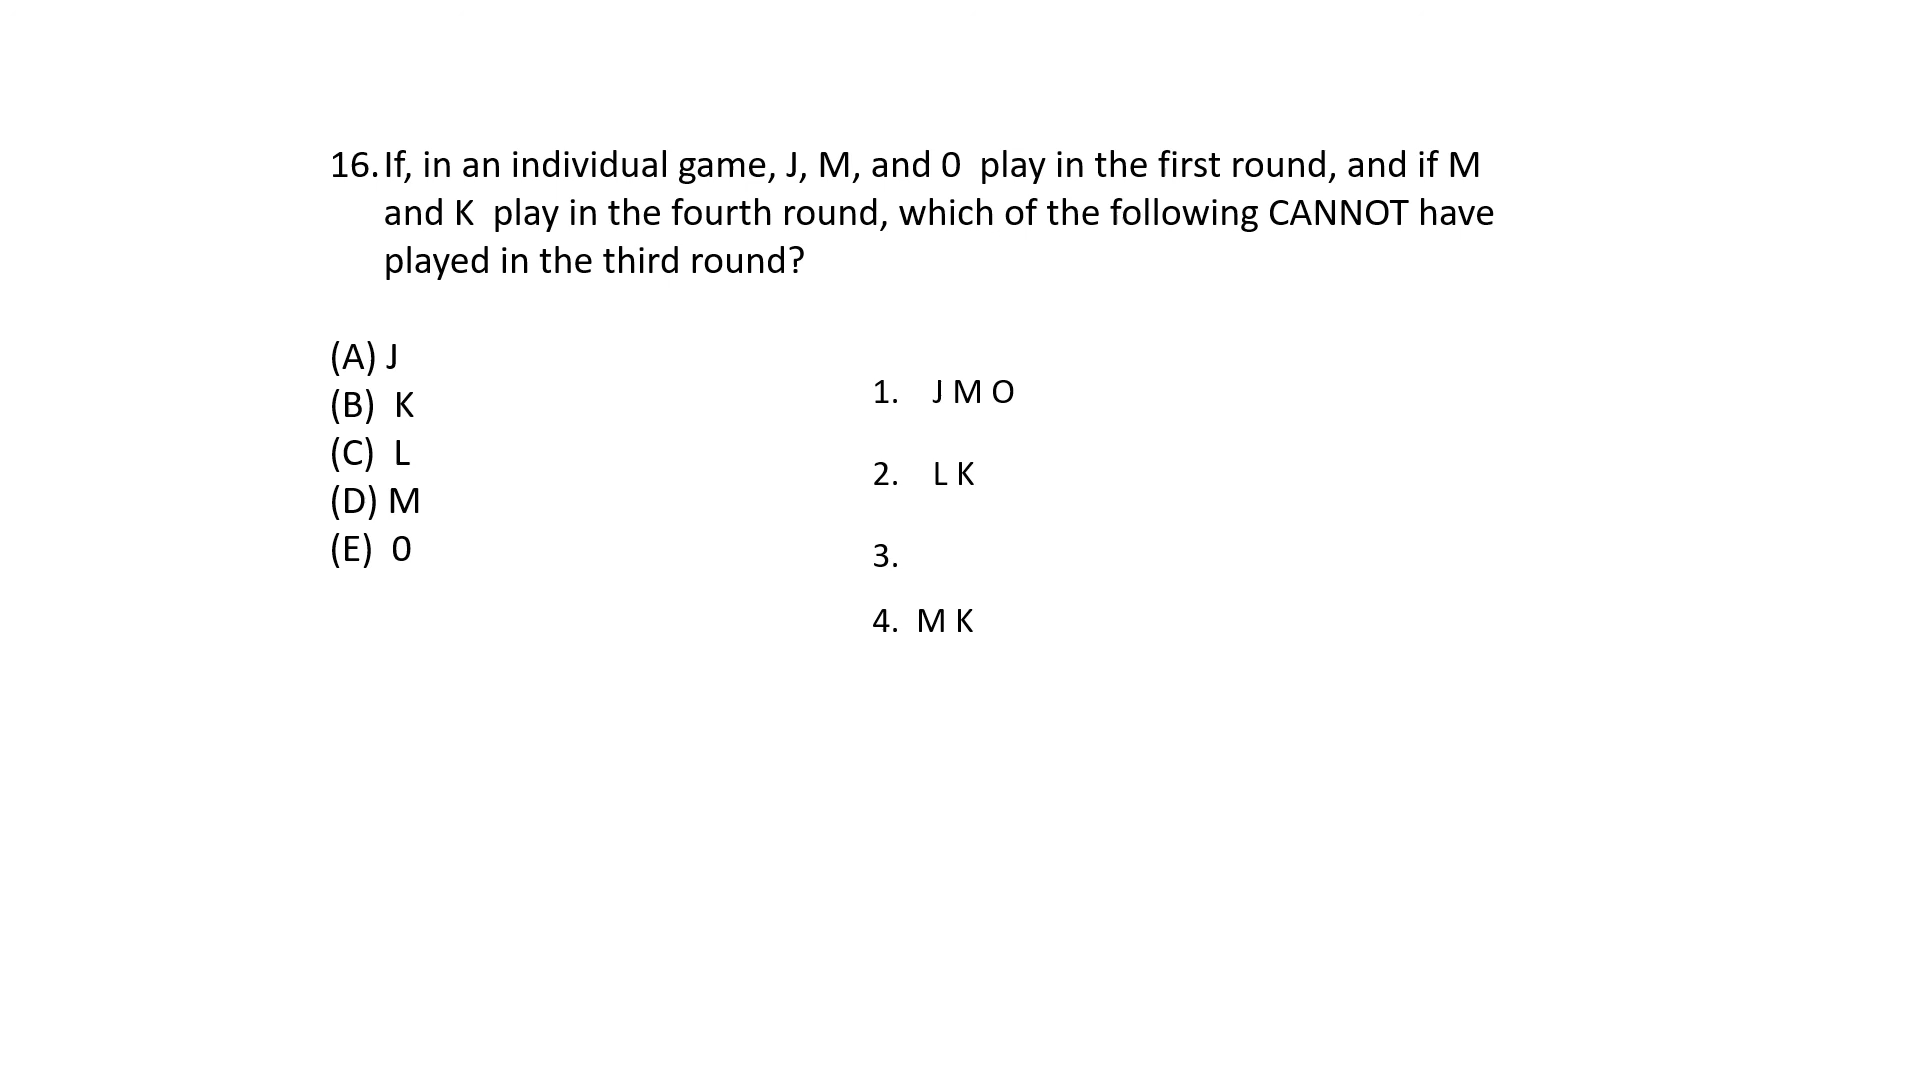 16. If, in an individual game, J, M, and 0 play in the first round, and if M
and K play in the fourth round, which of the following CANNOT have
played in the third round?
(A) J
(B) K
(C) L
(D) M
(E) 0
1. J M O
2. L K
3.
4. M K